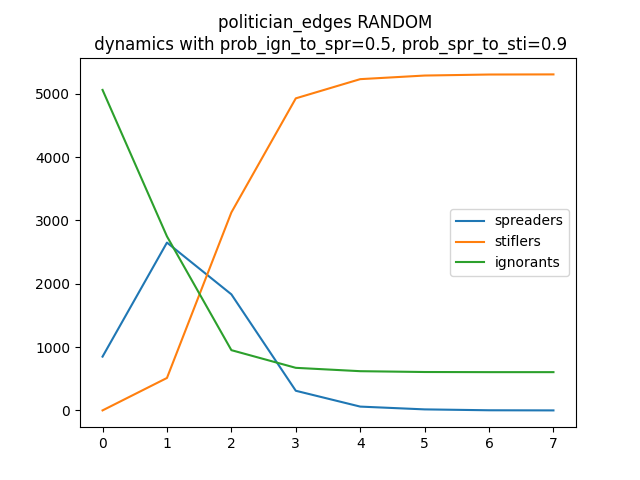 politician_edges RANDOM
dynamics with prob_ign_to_spr=0.5, prob_spr_to_sti=0.9
5000
4000
3000
2000
1000
0
spreaders
stiflers
ignorants
0 1 2 3 4 5 6 7